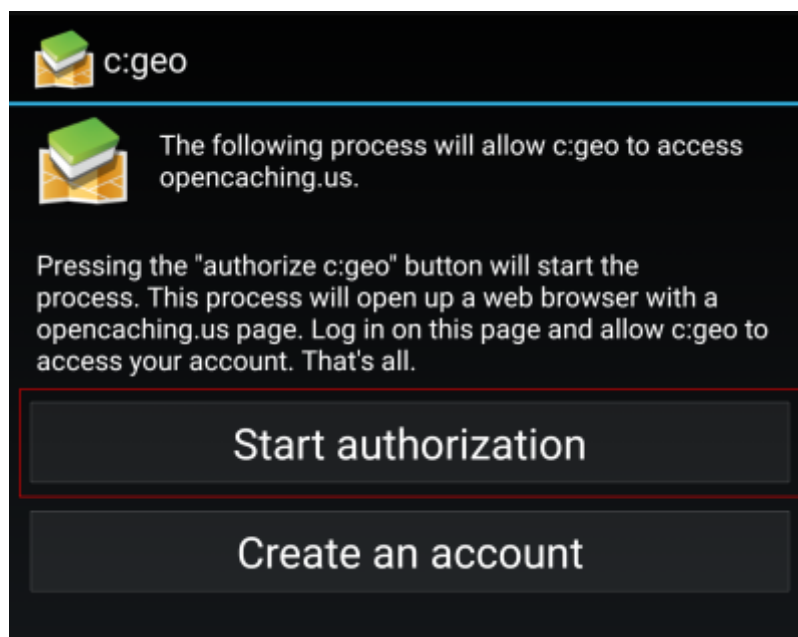 c:geo
The following process will allow c:geo to access
opencaching.us.
Pressing the "authorize c:geo" button will start the
process. This process will open up a web browser with a
opencaching.us page. Log in on this page and allow c:geo to
access your account. That's all.
Start authorization
Create an account